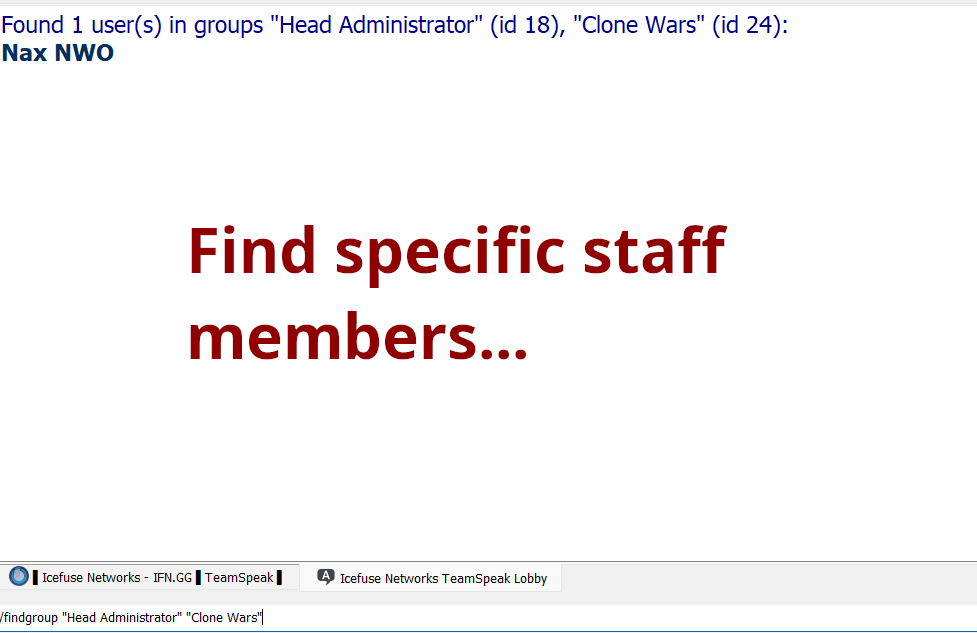 Found 1 user(s) in groups "Head Administrator" (id 18), "Clone Wars" (id 24):
Nax NWO
Find specific staff
members...
▌Icefuse Networks - IFN.GG ▌TeamSpeak ▌
Icefuse Networks TeamSpeak Lobby
/findgroup "Head Administrator" "Clone Wars"